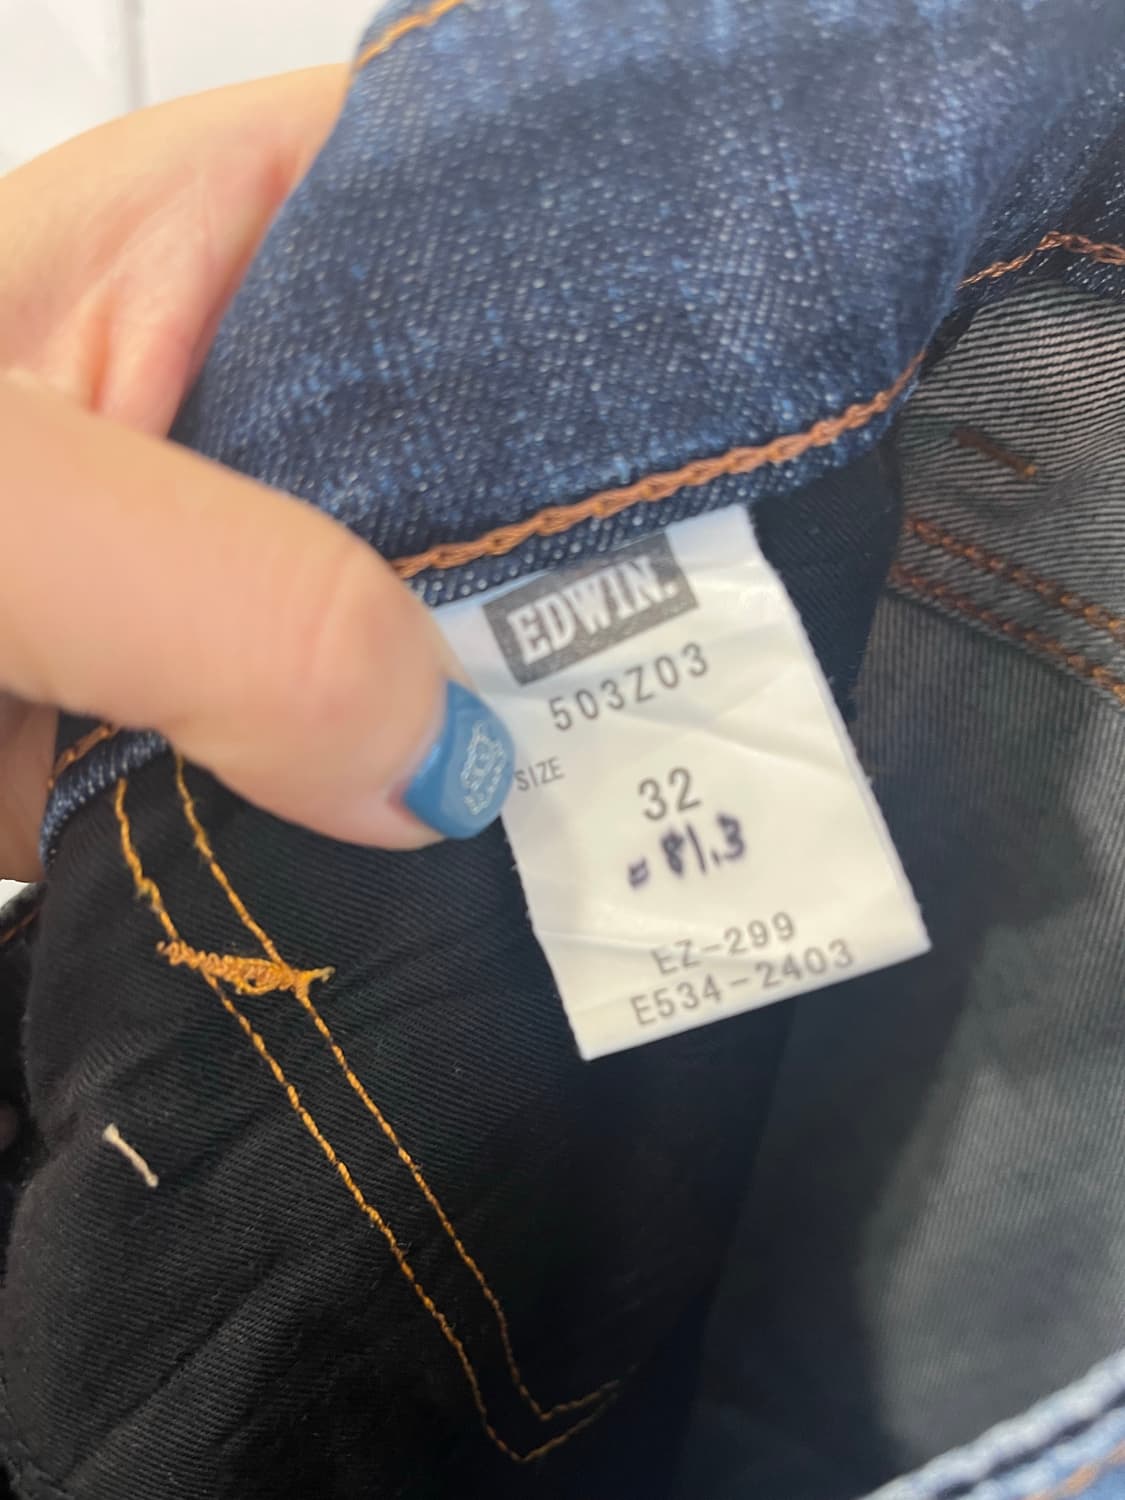 EDWIN.
503Z03
SIZE
32
= 81.3
EZ-299
E534-2403